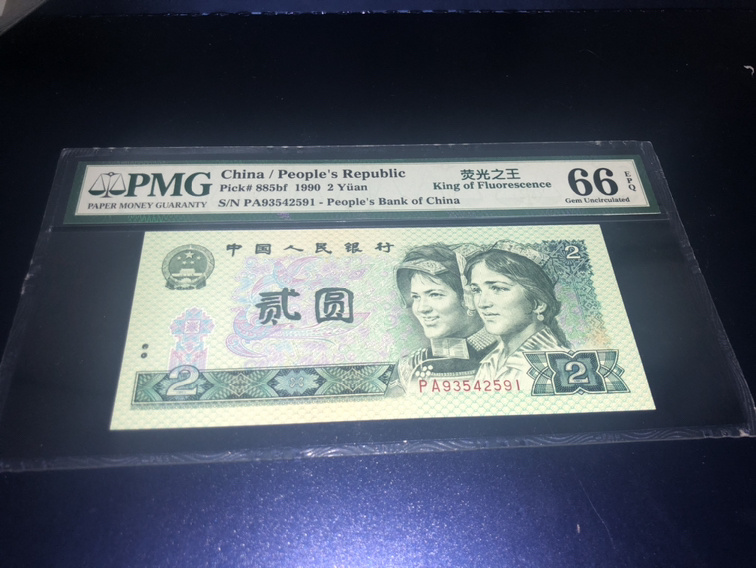 PMG
PAPER MONEY GUARANTY
China / People's Republic
Pick# 885bf 1990 2 Yüan
S/N PA93542591 - People's Bank of China
荧光之王
King of Fluorescence
66 EPQ
Gem Uncirculated
中国人民银行
2
贰圆
PA93542591
2
2